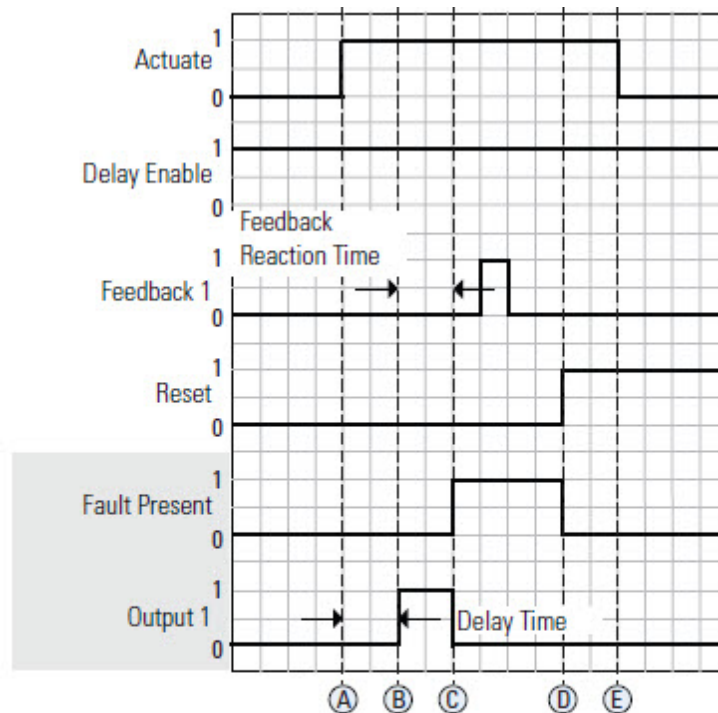 1
Actuate
0
1
Delay Enable
0
Feedback
Reaction Time
1
Feedback 1
0
1
Reset
0
1
Fault Present
0
1
Output 1
Delay Time
0
A B C D E